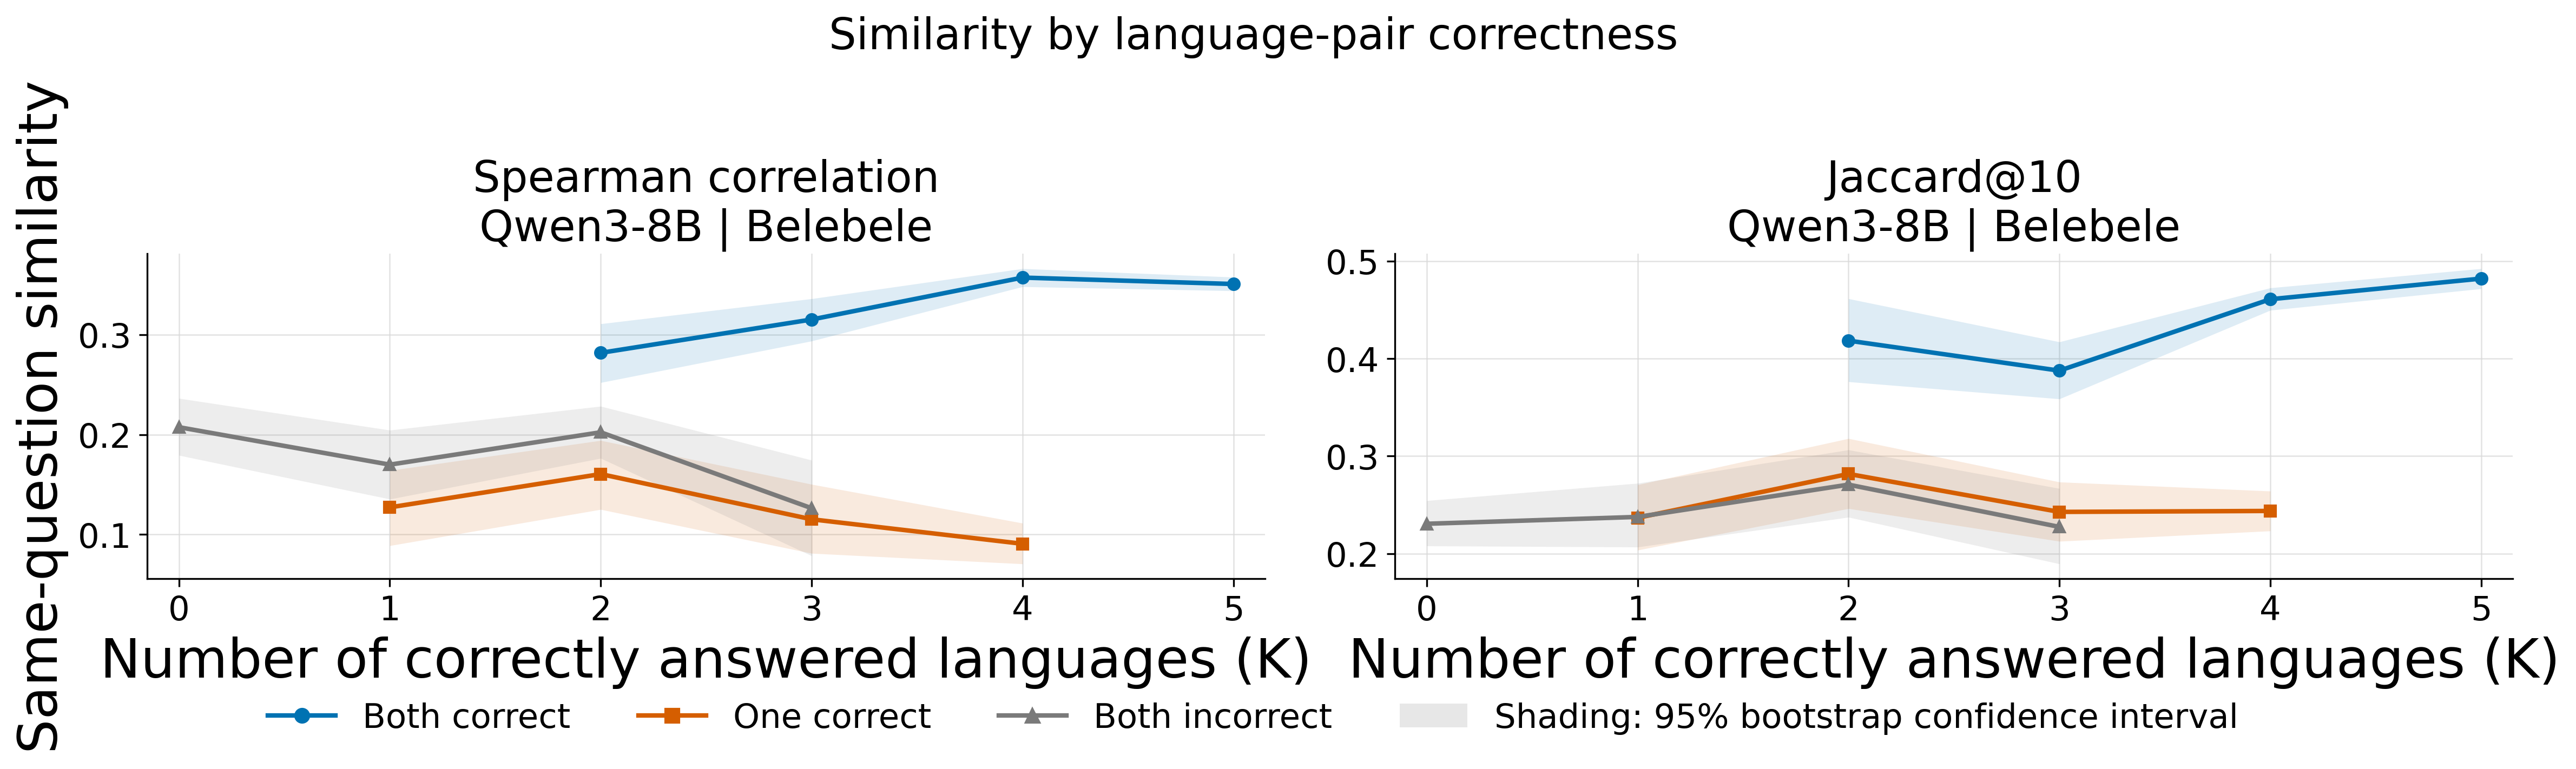 Similarity by language-pair correctness
Same-question similarity
Spearman correlation
Qwen3-8B | Belebele
0.3
0.2
0.1
0 1 2 3 4 5
Number of correctly answered languages (K)
Jaccard@10
Qwen3-8B | Belebele
0.5
0.4
0.3
0.2
0 1 2 3 4 5
Number of correctly answered languages (K)
Both correct One correct Both incorrect Shading: 95% bootstrap confidence interval